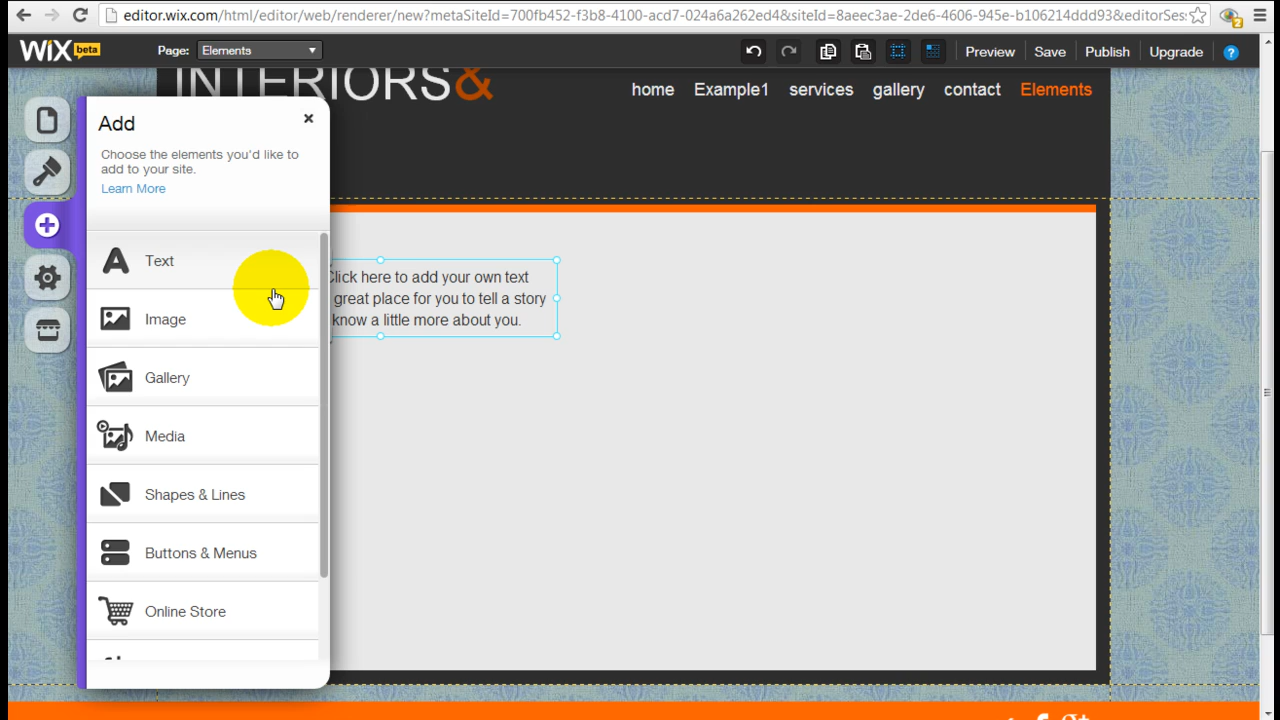 editor.wix.com/html/editor/web/renderer/new?metaSiteId=700fb452-f3b8-4100-acd7-024a6a262ed4&siteId=8aeec3ae-2de6-4606-945e-b106214ddd93&editorSes
2
WiX beta
Page: Elements
Preview Save Publish Upgrade ?
INTERIORS&
home Example1 services gallery contact Elements
Add
Choose the elements you'd like to
add to your site.
Learn More
Text
Image
Gallery
Media
Shapes & Lines
Buttons & Menus
Online Store
Click here to add your own text
great place for you to tell a story
know a little more about you.